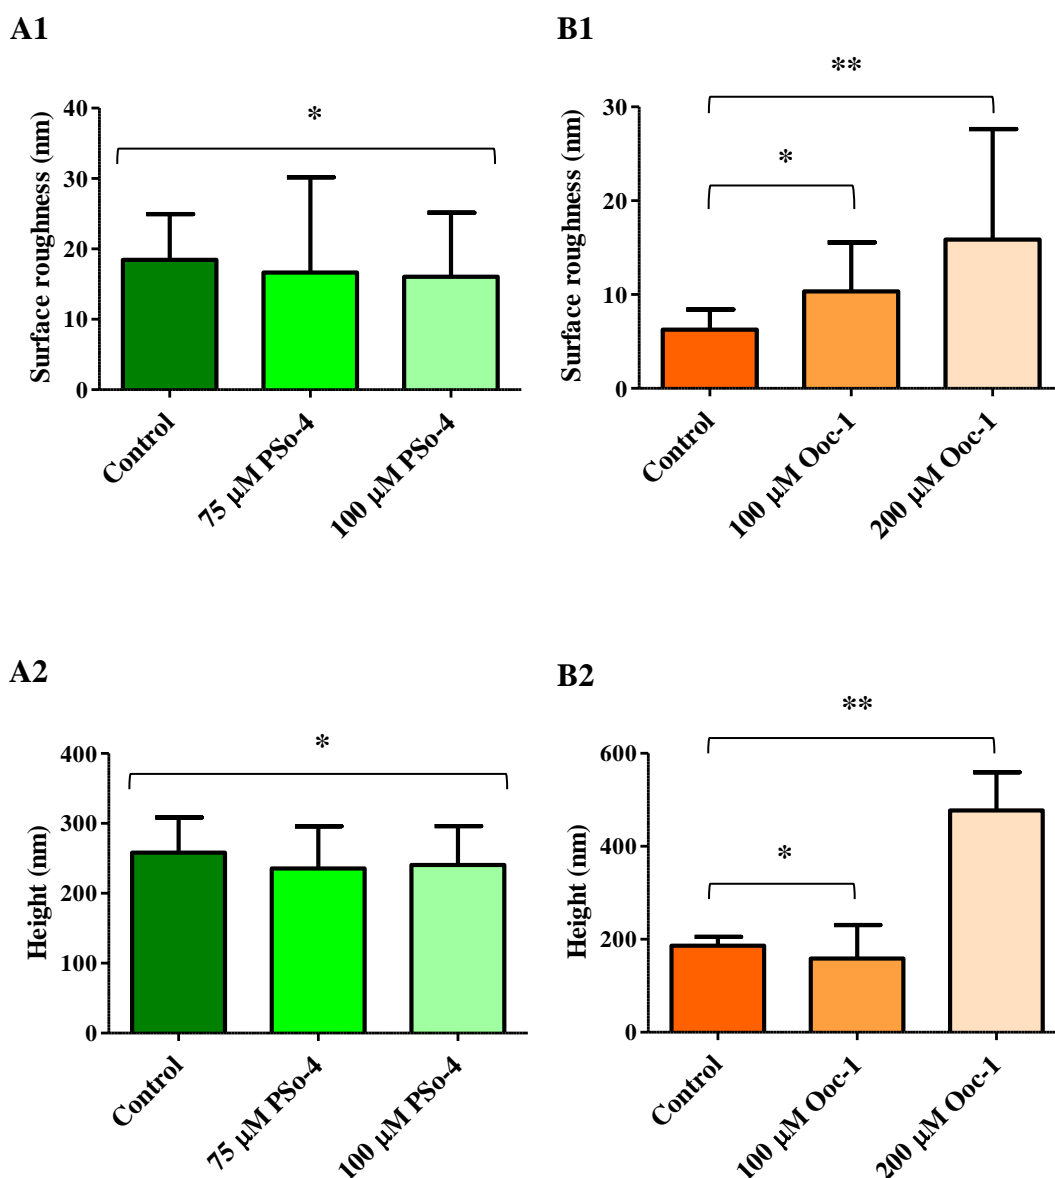 A1
Surface roughness (nm)
40
30
20
10
0
*
Control
75 µM PSo-4
100 µM PSo-4
B1
Surface roughness (nm)
30
20
10
0
*
**
Control
100 µM Ooc-1
200 µM Ooc-1
A2
Height (nm)
400
300
200
100
0
*
Control
75 µM PSo-4
100 µM PSo-4
B2
Height (nm)
600
400
200
0
*
**
Control
100 µM Ooc-1
200 µM Ooc-1